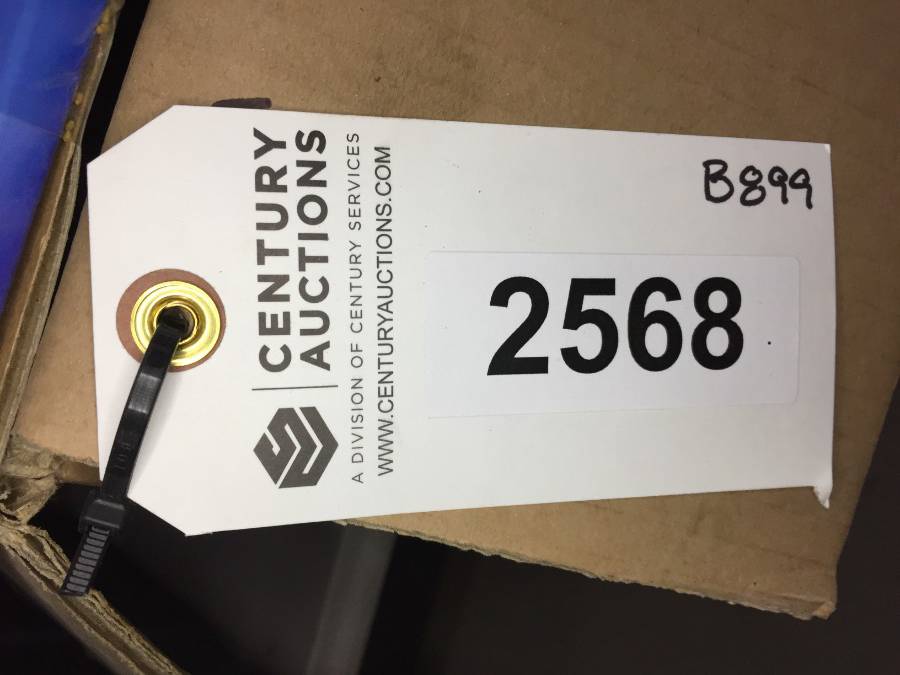 CENTURY
AUCTIONS
A DIVISION OF CENTURY SERVICES
WWW.CENTURYAUCTIONS.COM
B899
2568